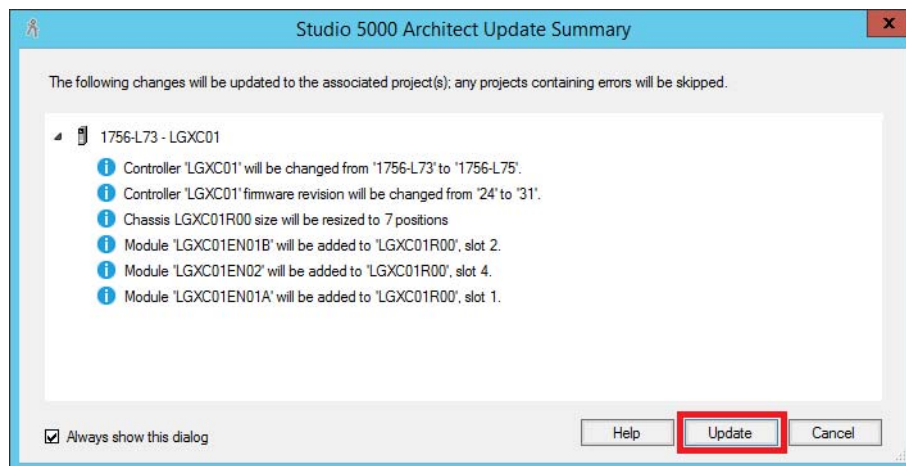 Studio 5000 Architect Update Summary
x
The following changes will be updated to the associated project(s); any projects containing errors will be skipped.
1756-L73 - LGXC01
Controller 'LGXC01' will be changed from '1756-L73' to '1756-L75'.
Controller 'LGXC01' firmware revision will be changed from '24' to '31'.
Chassis LGXC01R00 size will be resized to 7 positions
Module 'LGXC01EN01B' will be added to 'LGXC01R00', slot 2.
Module 'LGXC01EN02' will be added to 'LGXC01R00', slot 4.
Module 'LGXC01EN01A' will be added to 'LGXC01R00', slot 1.
Always show this dialog
Help Update Cancel